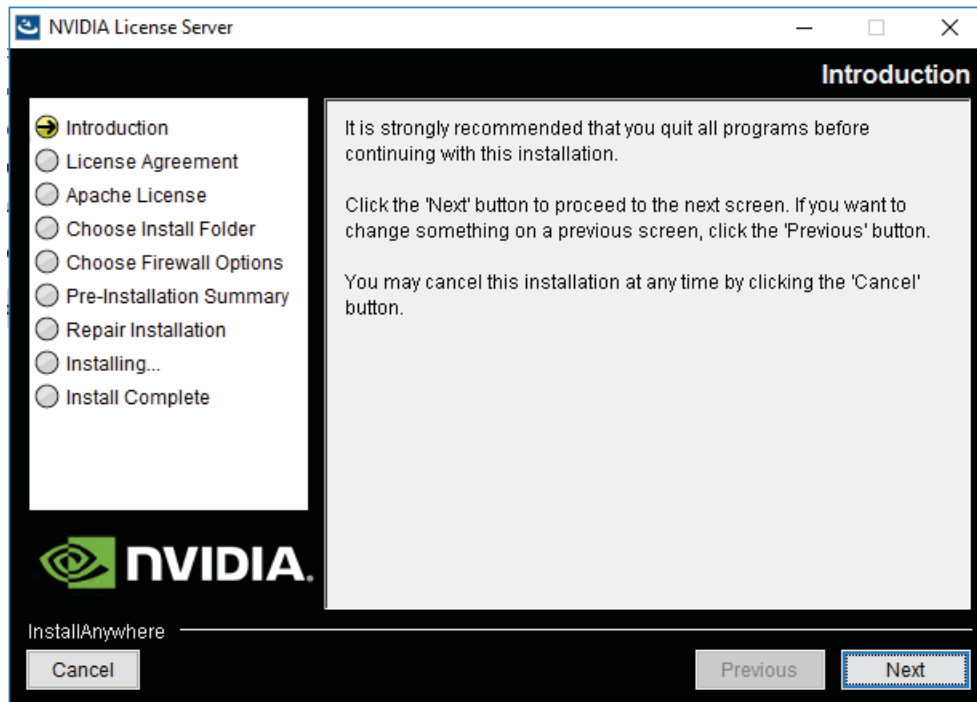 NVIDIA License Server
Introduction
Introduction
License Agreement
Apache License
Choose Install Folder
Choose Firewall Options
Pre-Installation Summary
Repair Installation
Installing...
Install Complete
It is strongly recommended that you quit all programs before
continuing with this installation.
Click the 'Next' button to proceed to the next screen. If you want to
change something on a previous screen, click the 'Previous' button.
You may cancel this installation at any time by clicking the 'Cancel'
button.
NVIDIA.
InstallAnywhere
Cancel
Previous
Next